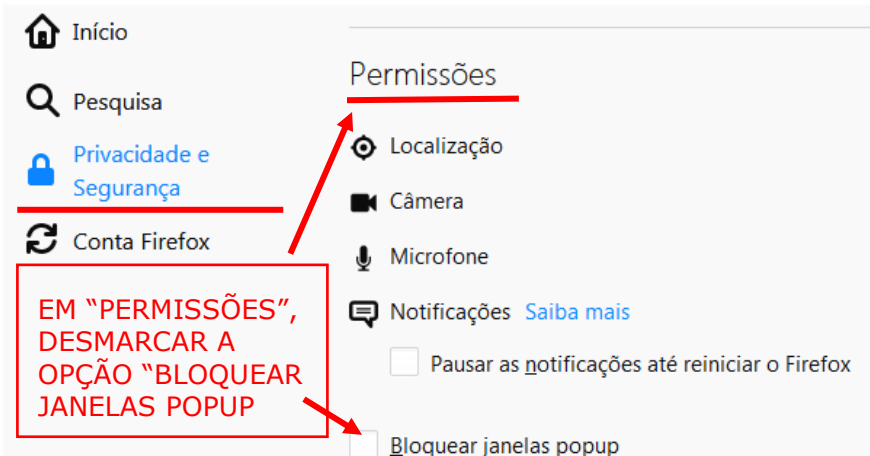 Início
Pesquisa
Privacidade e
Segurança
Conta Firefox
EM “PERMISSÕES”,
DESMARCAR A
OPÇÃO “BLOQUEAR
JANELAS POPUP
Permissões
Localização
Câmera
Microfone
Notificações Saiba mais
Pausar as notificações até reiniciar o Firefox
Bloquear janelas popup